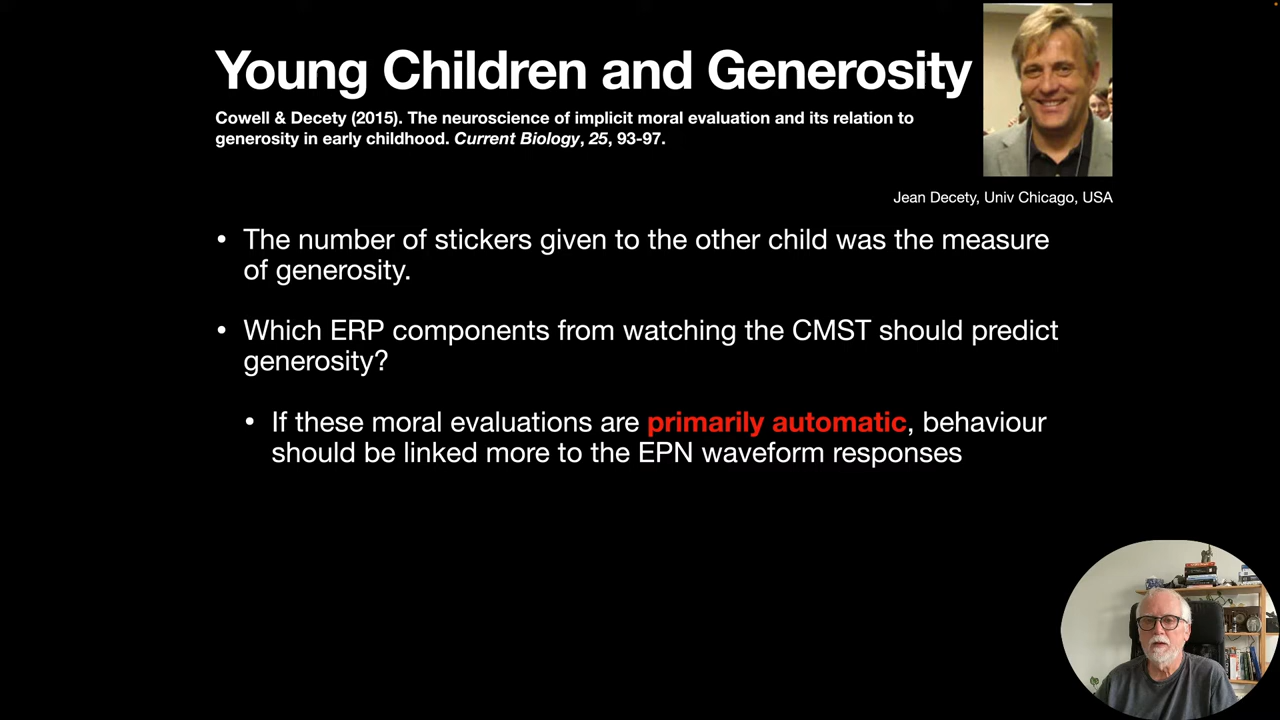 Young Children and Generosity
Cowell & Decety (2015). The neuroscience of implicit moral evaluation and its relation to
generosity in early childhood. Current Biology, 25, 93-97.
Jean Decety, Univ Chicago, USA
• The number of stickers given to the other child was the measure
of generosity.
• Which ERP components from watching the CMST should predict
generosity?
• If these moral evaluations are primarily automatic, behaviour
should be linked more to the EPN waveform responses